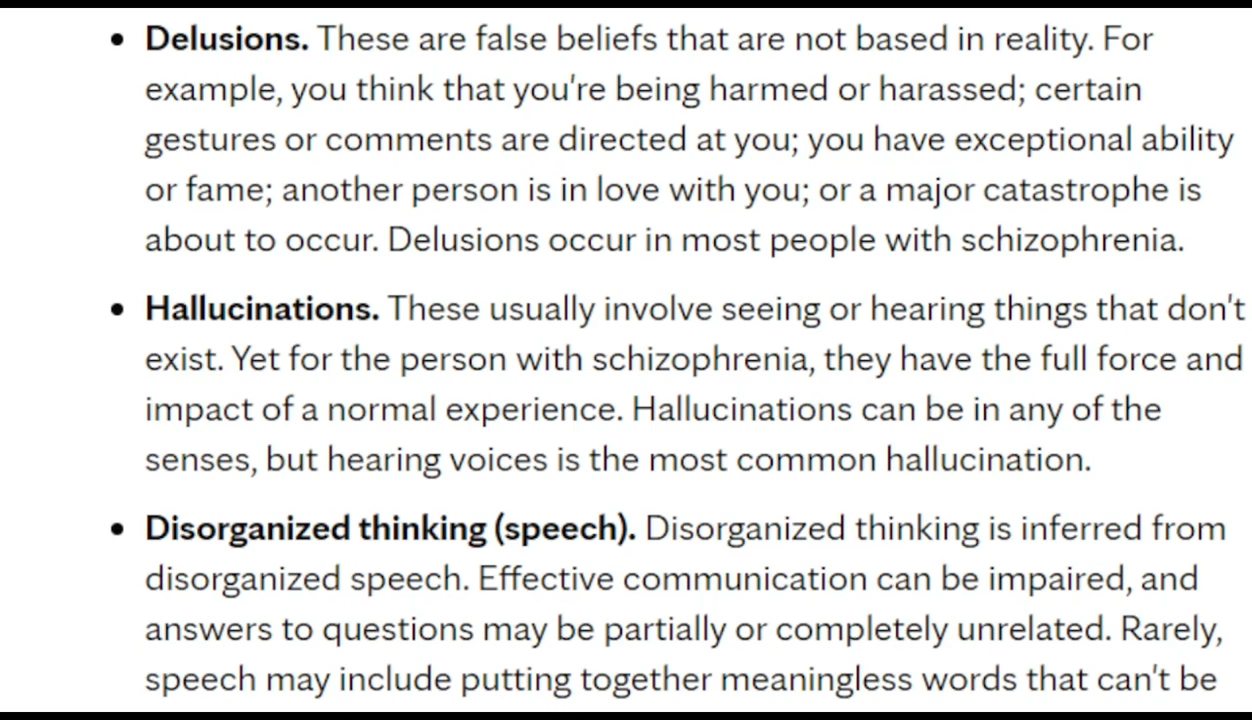 • Delusions. These are false beliefs that are not based in reality. For
example, you think that you're being harmed or harassed; certain
gestures or comments are directed at you; you have exceptional ability
or fame; another person is in love with you; or a major catastrophe is
about to occur. Delusions occur in most people with schizophrenia.
• Hallucinations. These usually involve seeing or hearing things that don't
exist. Yet for the person with schizophrenia, they have the full force and
impact of a normal experience. Hallucinations can be in any of the
senses, but hearing voices is the most common hallucination.
• Disorganized thinking (speech). Disorganized thinking is inferred from
disorganized speech. Effective communication can be impaired, and
answers to questions may be partially or completely unrelated. Rarely,
speech may include putting together meaningless words that can't be